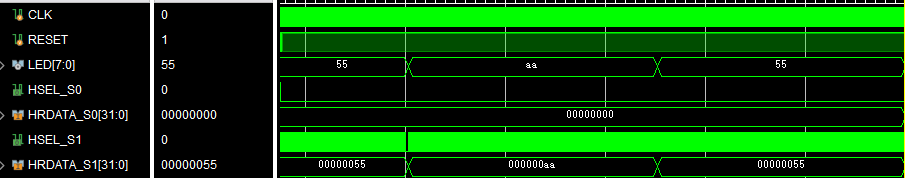 CLK 0
RESET 1
LED[7:0] 55 55 aa 55
HSEL_S0 0
HRDATA_S0[31:0] 00000000 00000000
HSEL_S1 0
HRDATA_S1[31:0] 00000055 00000055 000000aa 00000055